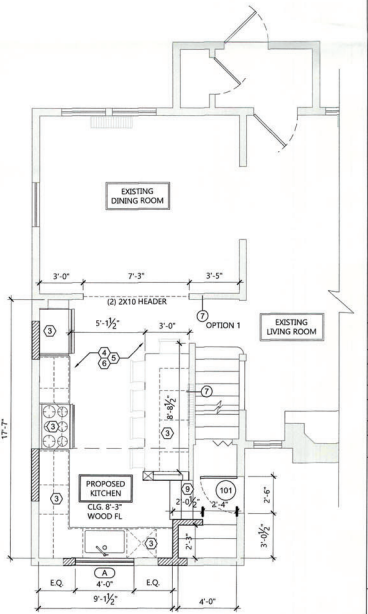 EXISTING
DINING ROOM
3'-0"
7'-3"
3'-5"
(2) 2X10 HEADER
7
OPTION 1
EXISTING
LIVING ROOM
3
5'-1½"
3'-0"
4
6
5
7
8'-8½"
3
3
17'-7"
3
PROPOSED
KITCHEN
CLG. 8'-3"
WOOD FL
9
2'-0½"
101
2'-4"
2'-6"
3'-0½"
2'-3"
3
A
E.Q.
4'-0"
E.Q.
9'-1½"
4'-0"